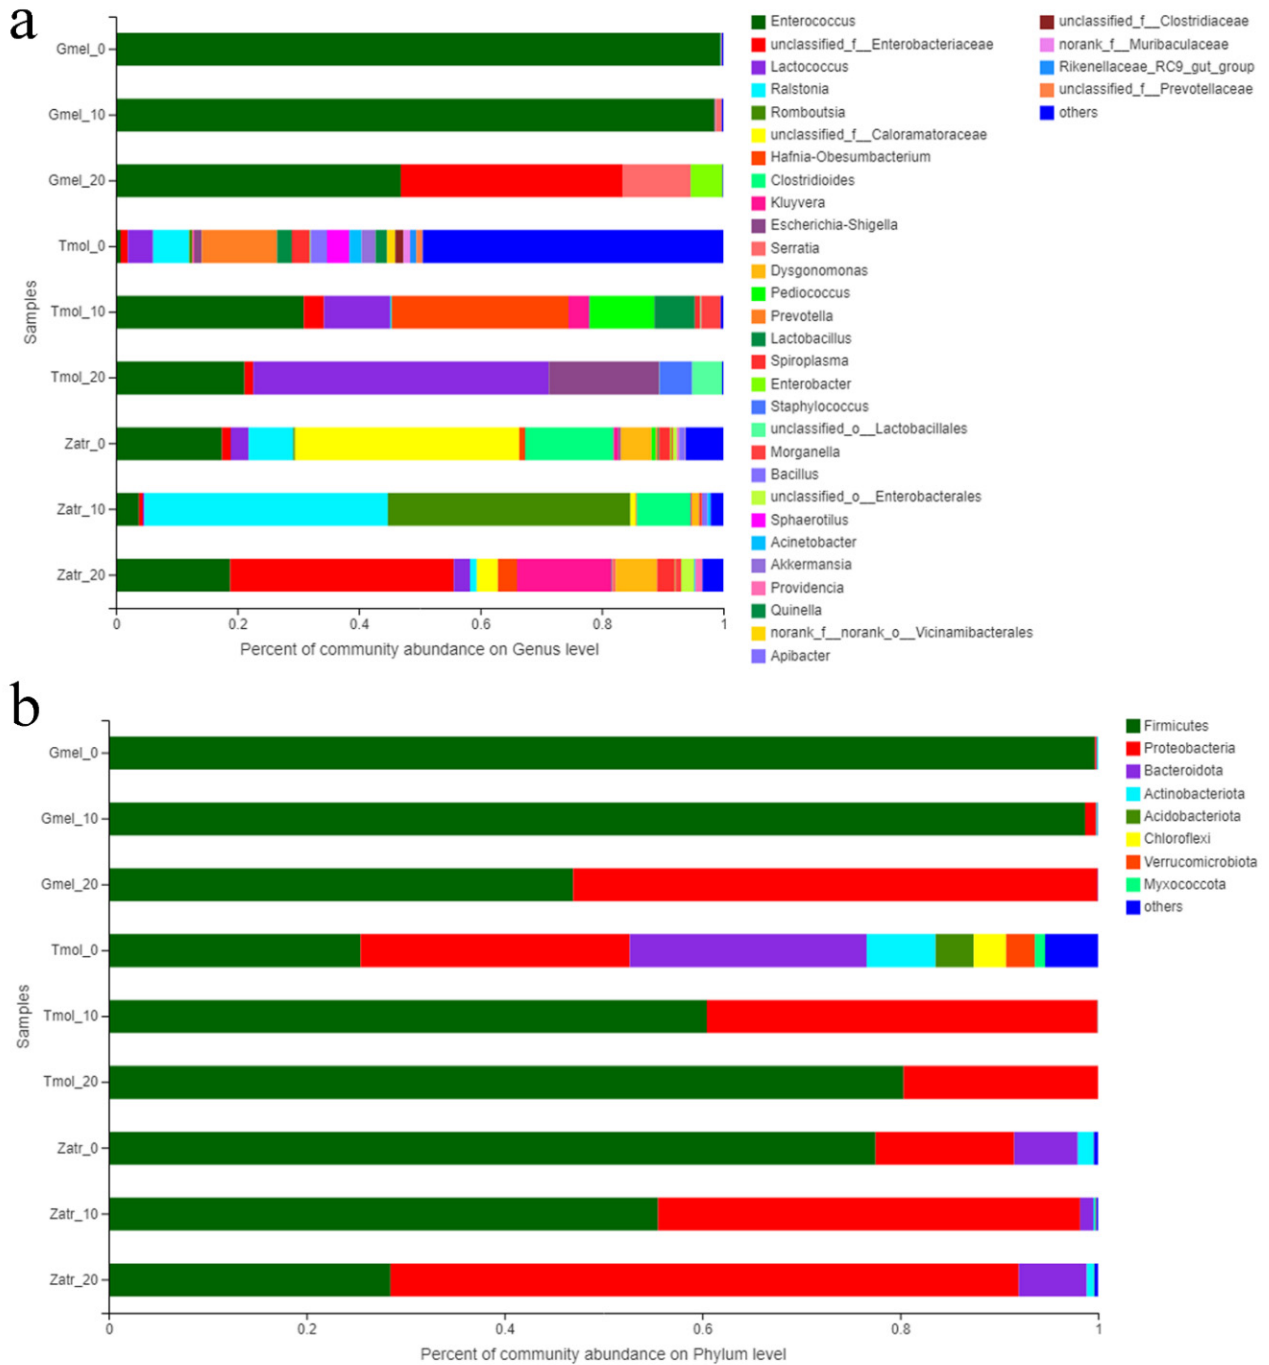 a
Gmel_0
Gmel_10
Gmel_20
Tmol_0
Tmol_10
Tmol_20
Zatr_0
Zatr_10
Zatr_20
Samples
0 0.2 0.4 0.6 0.8 1
Percent of community abundance on Genus level
Enterococcus
unclassified_f__Enterobacteriaceae
Lactococcus
Ralstonia
Romboutsia
unclassified_f__Caloramatoraceae
Hafnia-Obesumbacterium
Clostridioides
Kluyvera
Escherichia-Shigella
Serratia
Dysgonomonas
Pediococcus
Prevotella
Lactobacillus
Spiroplasma
Enterobacter
Staphylococcus
unclassified_o__Lactobacillales
Morganella
Bacillus
unclassified_o__Enterobacterales
Sphaerotilus
Acinetobacter
Akkermansia
Providencia
Quinella
norank_f__norank_o__Vicinamibacterales
Apibacter
unclassified_f__Clostridiaceae
norank_f__Muribaculaceae
Rikenellaceae_RC9_gut_group
unclassified_f__Prevotellaceae
others
b
Gmel_0
Gmel_10
Gmel_20
Tmol_0
Tmol_10
Tmol_20
Zatr_0
Zatr_10
Zatr_20
Samples
0 0.2 0.4 0.6 0.8 1
Percent of community abundance on Phylum level
Firmicutes
Proteobacteria
Bacteroidota
Actinobacteriota
Acidobacteriota
Chloroflexi
Verrucomicrobiota
Myxococcota
others